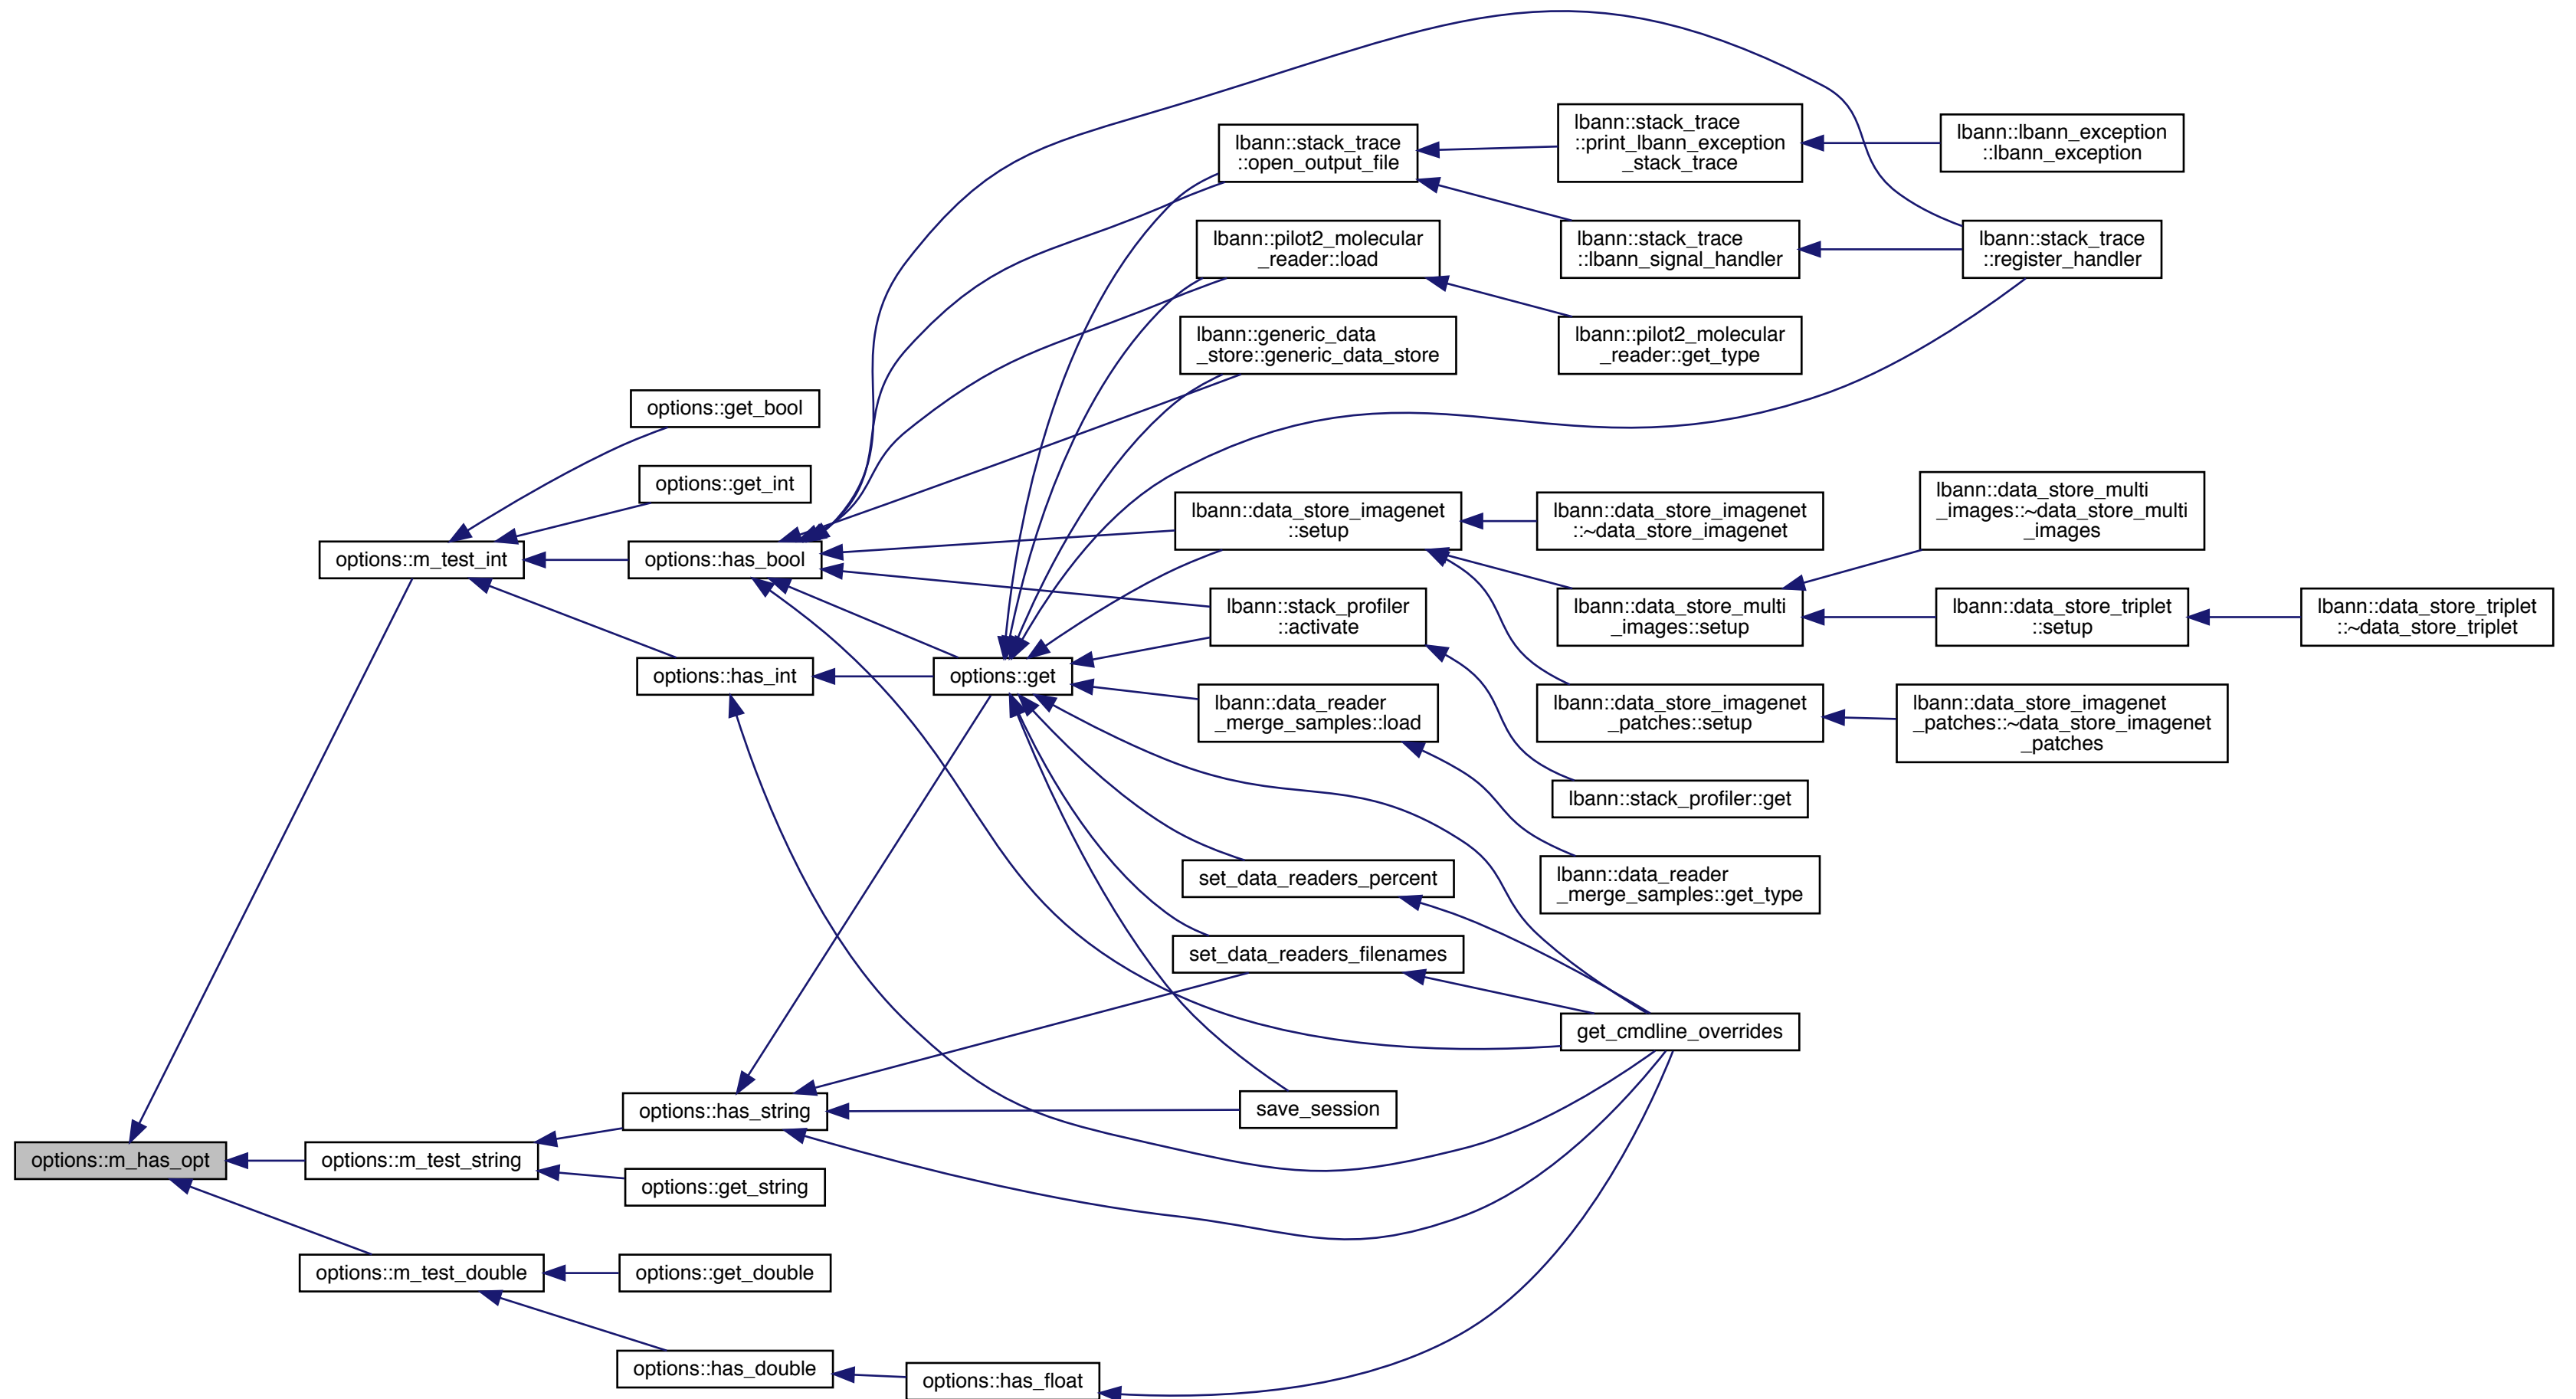 lbann::stack_trace
::print_lbann_exception
_stack_trace
lbann::lbann_exception
::lbann_exception
lbann::stack_trace
::open_output_file
lbann::pilot2_molecular
_reader::load
lbann::stack_trace
::lbann_signal_handler
lbann::stack_trace
::register_handler
lbann::generic_data
_store::generic_data_store
lbann::pilot2_molecular
_reader::get_type
options::get_bool
options::get_int
lbann::data_store_imagenet
::setup
lbann::data_store_imagenet
::~data_store_imagenet
lbann::data_store_multi
_images::~data_store_multi
_images
options::m_test_int
options::has_bool
lbann::stack_profiler
::activate
lbann::data_store_multi
_images::setup
lbann::data_store_triplet
::setup
lbann::data_store_triplet
::~data_store_triplet
options::has_int
options::get
lbann::data_reader
_merge_samples::load
lbann::data_store_imagenet
_patches::setup
lbann::data_store_imagenet
_patches::~data_store_imagenet
_patches
lbann::stack_profiler::get
set_data_readers_percent
lbann::data_reader
_merge_samples::get_type
set_data_readers_filenames
get_cmdline_overrides
options::has_string
save_session
options::m_has_opt
options::m_test_string
options::get_string
options::m_test_double
options::get_double
options::has_double
options::has_float